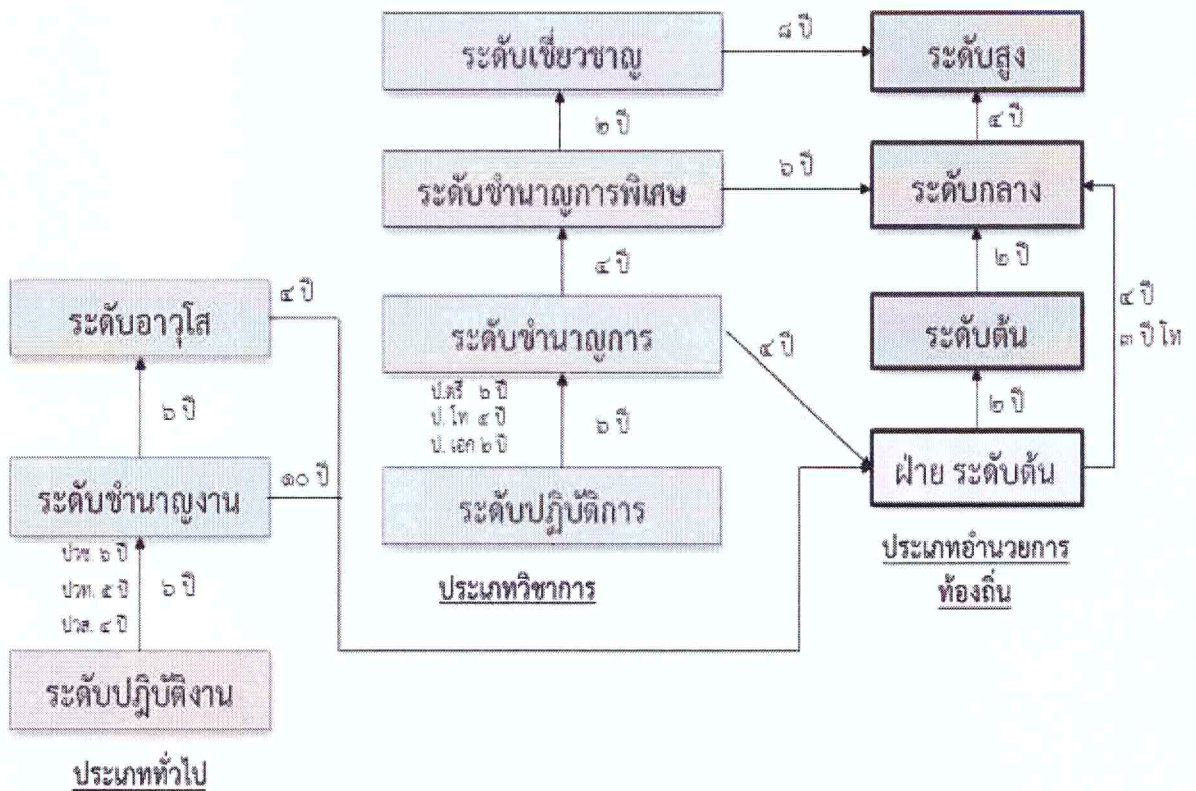 ระดับเชี่ยวชาญ
๘ ปี
ระดับสูง
๒ ปี
๔ ปี
ระดับชำนาญการพิเศษ
๖ ปี
ระดับกลาง
๔ ปี
๒ ปี
ระดับอาวุโส
๔ ปี
ระดับชำนาญการ
๔ ปี
ระดับต้น
๔ ปี
๓ ปี โท
๖ ปี
ป.ตรี ๖ ปี
ป. โท ๔ ปี
ป. เอก ๒ ปี
๖ ปี
๒ ปี
ระดับชำนาญงาน
๑๐ ปี
ระดับปฏิบัติการ
ฝ่าย ระดับต้น
ปวช. ๖ ปี
ปวท. ๕ ปี
ปวส. ๔ ปี
๖ ปี
ประเภทวิชาการ
ประเภทอำนวยการ
ท้องถิ่น
ระดับปฏิบัติงาน
ประเภททั่วไป